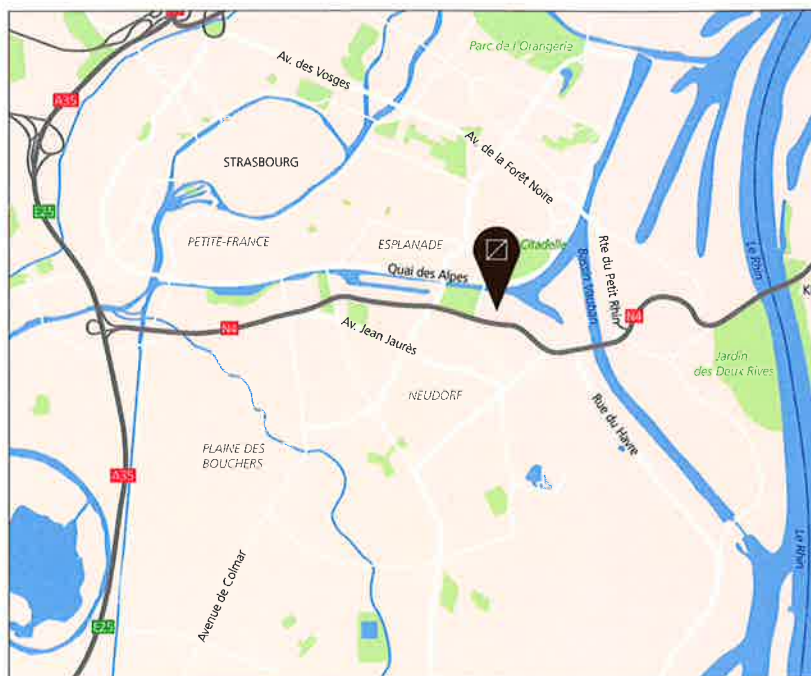 Parc de l'Orangerie
Av. des Vosges
A35
Av. de la Forêt Noire
STRASBOURG
E25
PETITE-FRANCE
ESPLANADE
Citadelle
Rte du Petit Rhin
Le Rhin
Quai des Alpes
Bassin Vauban
K
N4
N4
Av. Jean Jaurès
Jardin
des Deux Rives
NEUDORF
Rue du Havre
PLAINE DES
BOUCHERS
A35
Le Rhin
Avenue de Colmar
E25